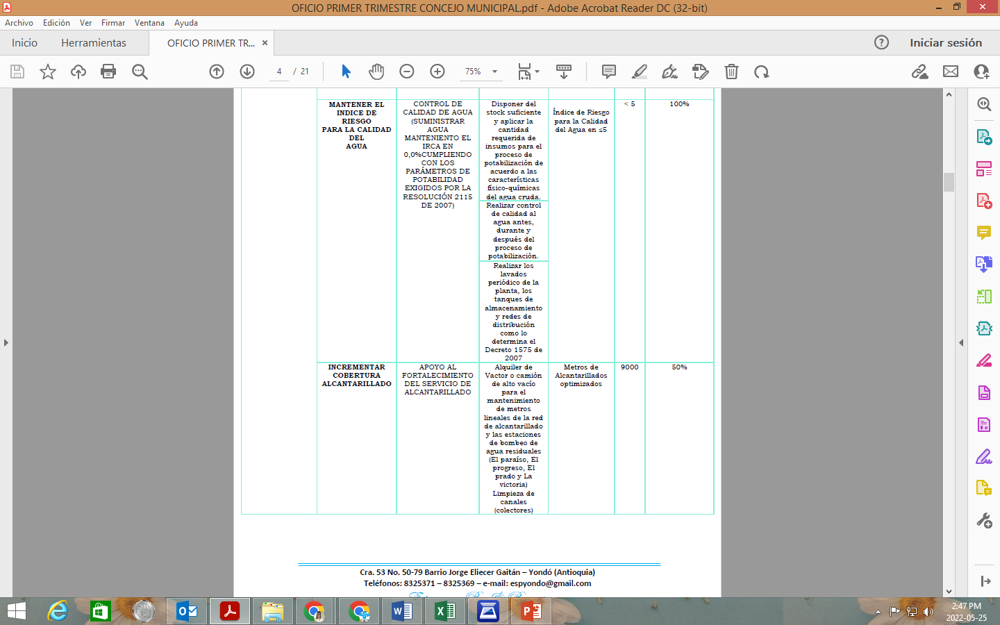 OFICIO PRIMER TRIMESTRE CONCEJO MUNICIPAL.pdf - Adobe Acrobat Reader DC (32-bit)
Archivo Edición Ver Firmar Ventana Ayuda
Inicio Herramientas OFICIO PRIMER TR... × Iniciar sesión
4 / 21 75%
MANTENER EL
INDICE DE
RIESGO
PARA LA CALIDAD
DEL
AGUA
CONTROL DE
CALIDAD DE AGUA
(SUMINISTRAR
AGUA
MANTENIENTO EL
IRCA EN
0,0%CUMPLIENDO
CON LOS
PARÁMETROS DE
POTABILIDAD
EXIGIDOS POR LA
RESOLUCIÓN 2115
DE 2007)
Disponer del
stock suficiente
y aplicar la
cantidad
requerida de
insumos para el
proceso de
potabilización de
acuerdo a las
características
físico-químicas
del agua cruda.
Realizar control
de calidad al
agua antes,
durante y
después del
proceso de
potabilización.
Realizar los
lavados
periódico de la
planta, los
tanques de
almacenamiento
y redes de
distribución
como lo
determina el
Decreto 1575 de
2007
Índice de Riesgo
para la Calidad
del Agua en ≤5
< 5
100%
INCREMENTAR
COBERTURA
ALCANTARILLADO
APOYO AL
FORTALECIMIENTO
DEL SERVICIO DE
ALCANTARILLADO
Alquiler de
Vactor o camión
de alto vacío
para el
mantenimiento
de metros
lineales de la red
de alcantarillado
y las estaciones
de bombeo de
agua residuales
(El paraíso, El
progreso, El
prado y La
victoria)
Limpieza de
canales
(colectores)
Metros de
Alcantarillados
optimizados
9000
50%
Cra. 53 No. 50-79 Barrio Jorge Eliecer Gaitán – Yondó (Antioquia)
Teléfonos: 8325371 – 8325369 – e-mail: espyondo@gmail.com
2:47 PM
2022-05-25